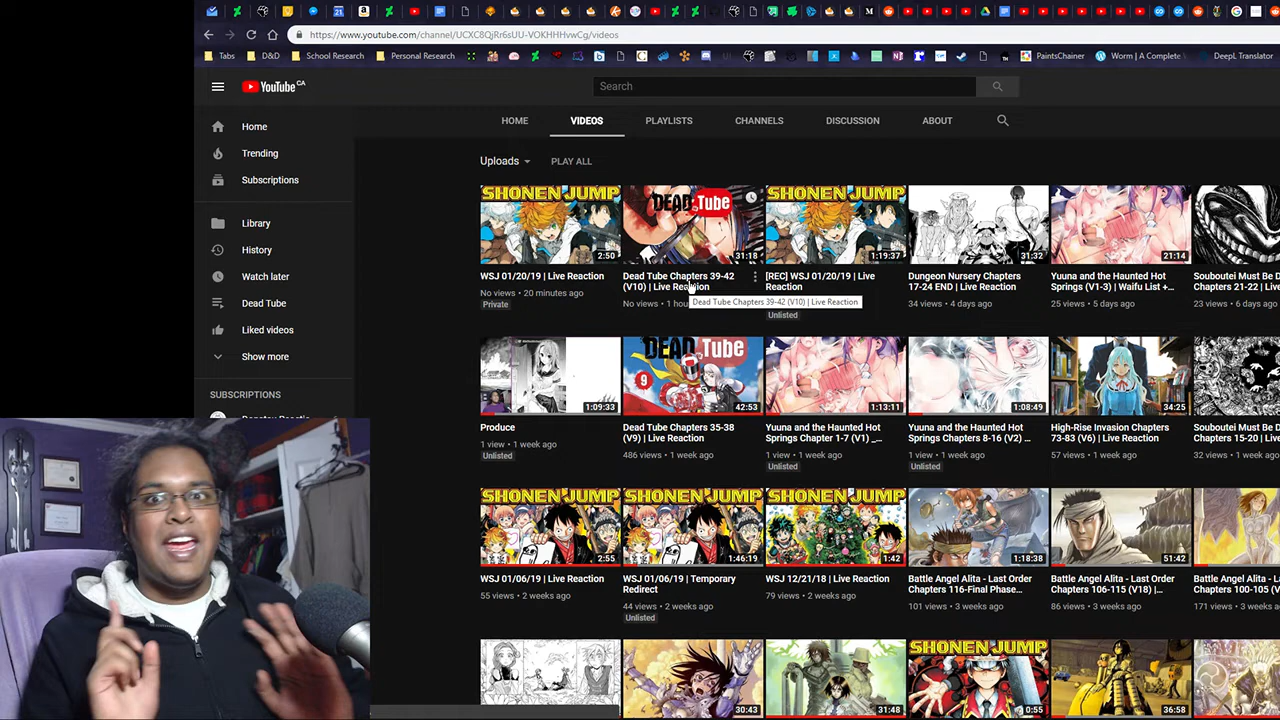 https://www.youtube.com/channel/UCXC8QjRr6sUU-VOKHHHvwCg/videos
Tabs
D&D
School Research
Personal Research
PaintsChainer
Worm | A Complete
DeepL Translator
YouTube CA
Search
HOME
VIDEOS
PLAYLISTS
CHANNELS
DISCUSSION
ABOUT
Home
Trending
Subscriptions
Library
History
Watch later
Dead Tube
Liked videos
Show more
SUBSCRIPTIONS
Uploads
PLAY ALL
SHONEN JUMP
2:50
WSJ 01/20/19 | Live Reaction
No views • 20 minutes ago
Private
DEAD Tube
31:18
Dead Tube Chapters 39-42
(V10) | Live Reaction
No views • 1 hou
Dead Tube Chapters 39-42 (V10) | Live Reaction
SHONEN JUMP
1:19:37
[REC] WSJ 01/20/19 | Live
Reaction
Unlisted
31:32
Dungeon Nursery Chapters
17-24 END | Live Reaction
34 views • 4 days ago
21:14
Yuuna and the Haunted Hot
Springs (V1-3) | Waifu List +...
25 views • 5 days ago
Souboutei Must Be D
Chapters 21-22 | Live
23 views • 6 days ago
1:09:33
Produce
1 view • 1 week ago
Unlisted
DEAD Tube
9
42:53
Dead Tube Chapters 35-38
(V9) | Live Reaction
486 views • 1 week ago
1:13:11
Yuuna and the Haunted Hot
Springs Chapter 1-7 (V1) _...
1 view • 1 week ago
Unlisted
1:08:49
Yuuna and the Haunted Hot
Springs Chapters 8-16 (V2) ...
1 view • 1 week ago
Unlisted
34:25
High-Rise Invasion Chapters
73-83 (V6) | Live Reaction
57 views • 1 week ago
Souboutei Must Be D
Chapters 15-20 | Live
32 views • 1 week ago
SHONEN JUMP
2:55
WSJ 01/06/19 | Live Reaction
55 views • 2 weeks ago
SHONEN JUMP
1:46:19
WSJ 01/06/19 | Temporary
Redirect
44 views • 2 weeks ago
Unlisted
SHONEN JUMP
1:42
WSJ 12/21/18 | Live Reaction
79 views • 2 weeks ago
1:18:38
Battle Angel Alita - Last Order
Chapters 116-Final Phase...
101 views • 3 weeks ago
51:42
Battle Angel Alita - Last Order
Chapters 106-115 (V18) |...
86 views • 3 weeks ago
Battle Angel Alita - Last
Chapters 100-105 (V
171 views • 3 weeks ago
30:43
31:48
SHONEN JUMP
0:55
36:58